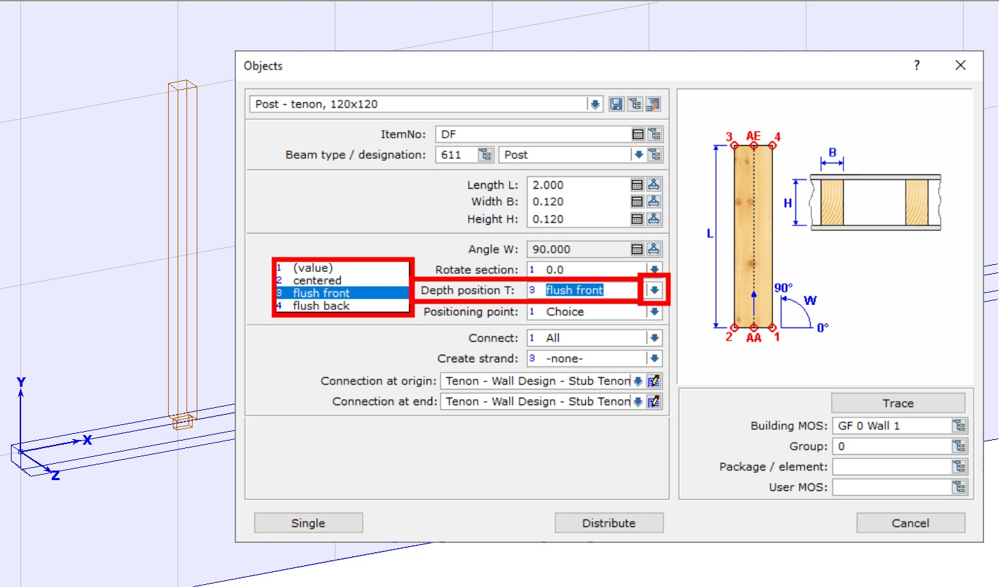 Objects ?
Post - tenon, 120x120
ItemNo: DF
Beam type / designation: 611 Post
Length L: 2.000
Width B: 0.120
Height H: 0.120
Angle W: 90.000
Rotate section: 1 0.0
Depth position T: 3 flush front
Positioning point: 1 Choice
1 (value)
2 centered
3 flush front
4 flush back
Connect: 1 All
Create strand: 3 -none-
Connection at origin: Tenon - Wall Design - Stub Tenon
Connection at end: Tenon - Wall Design - Stub Tenon
3 AE 4
B
H
L
90°
W
0°
2 AA 1
Trace
Building MOS: GF 0 Wall 1
Group: 0
Package / element:
User MOS:
Single Distribute Cancel
Y
X
Z